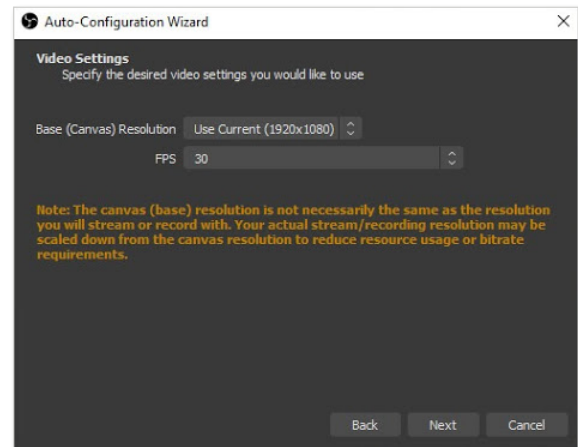 Auto-Configuration Wizard
Video Settings
Specify the desired video settings you would like to use
Base (Canvas) Resolution Use Current (1920x1080)
FPS 30
Note: The canvas (base) resolution is not necessarily the same as the resolution
you will stream or record with. Your actual stream/recording resolution may be
scaled down from the canvas resolution to reduce resource usage or bitrate
requirements.
Back Next Cancel